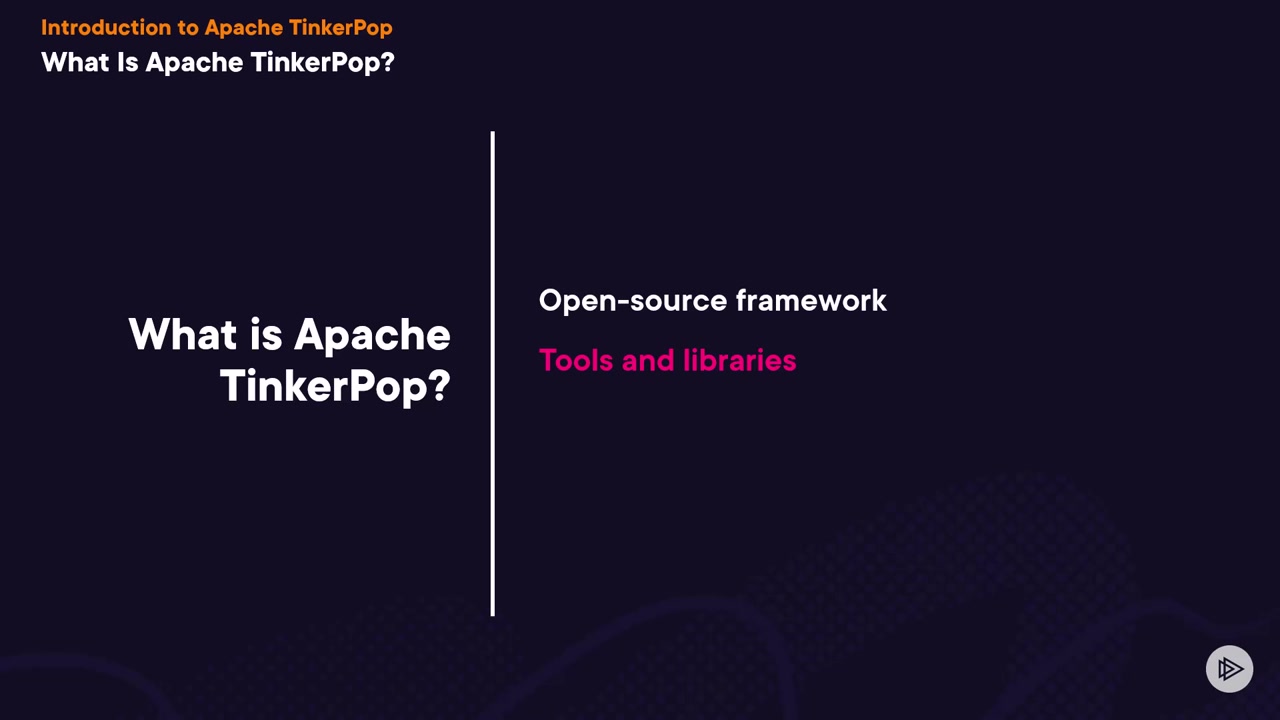 Introduction to Apache TinkerPop
What Is Apache TinkerPop?
What is Apache
TinkerPop?
Open-source framework
Tools and libraries